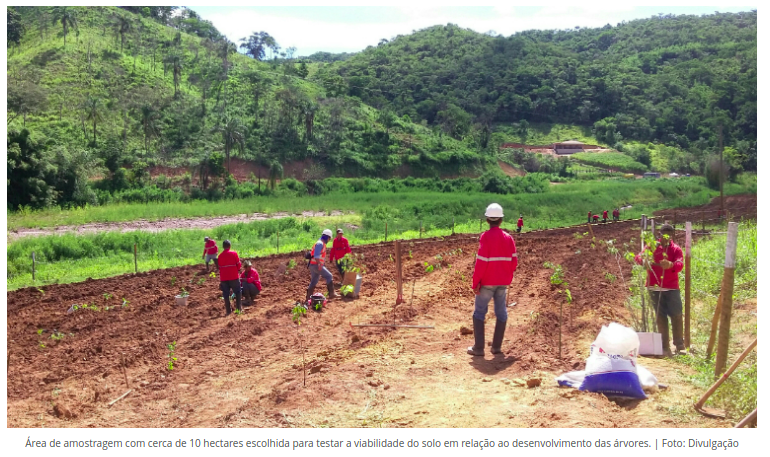 Área de amostragem com cerca de 10 hectares escolhida para testar a viabilidade do solo em relação ao desenvolvimento das árvores. | Foto: Divulgação